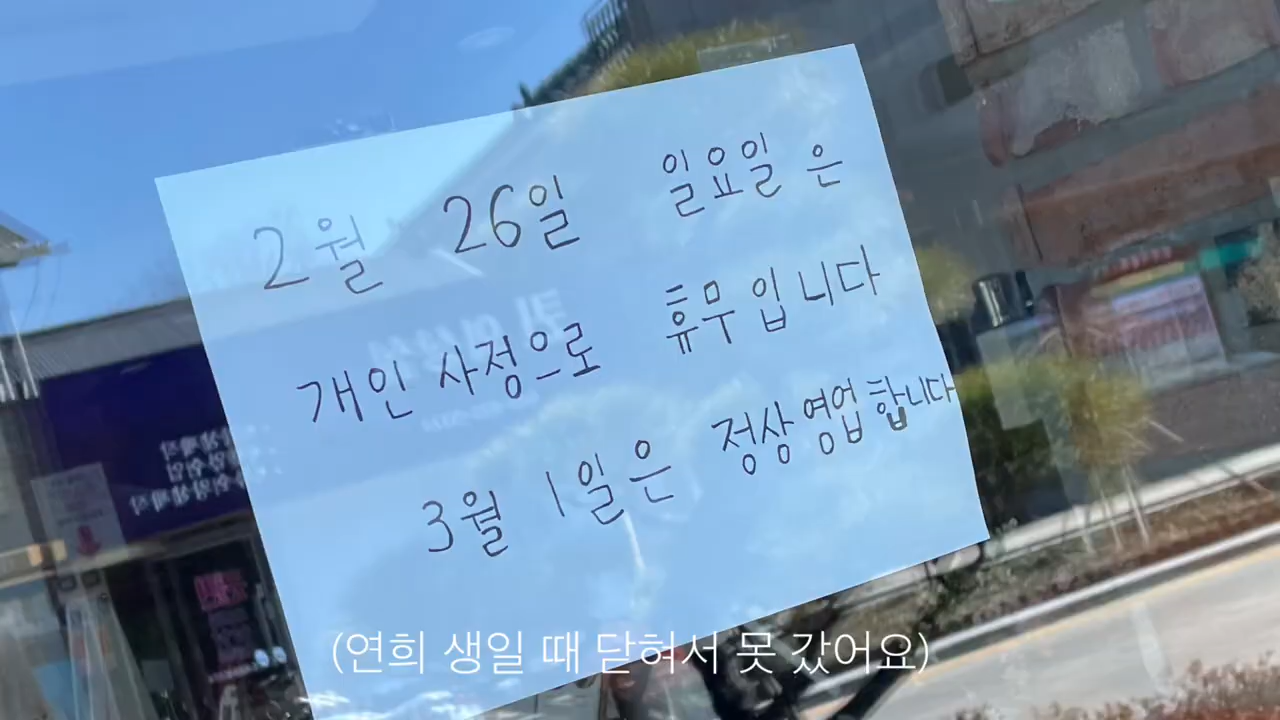 2월 26일 일요일은
개인 사정으로 휴무입니다
3월 1일은 정상영업합니다
(연희 생일 때 닫혀서 못 갔어요)